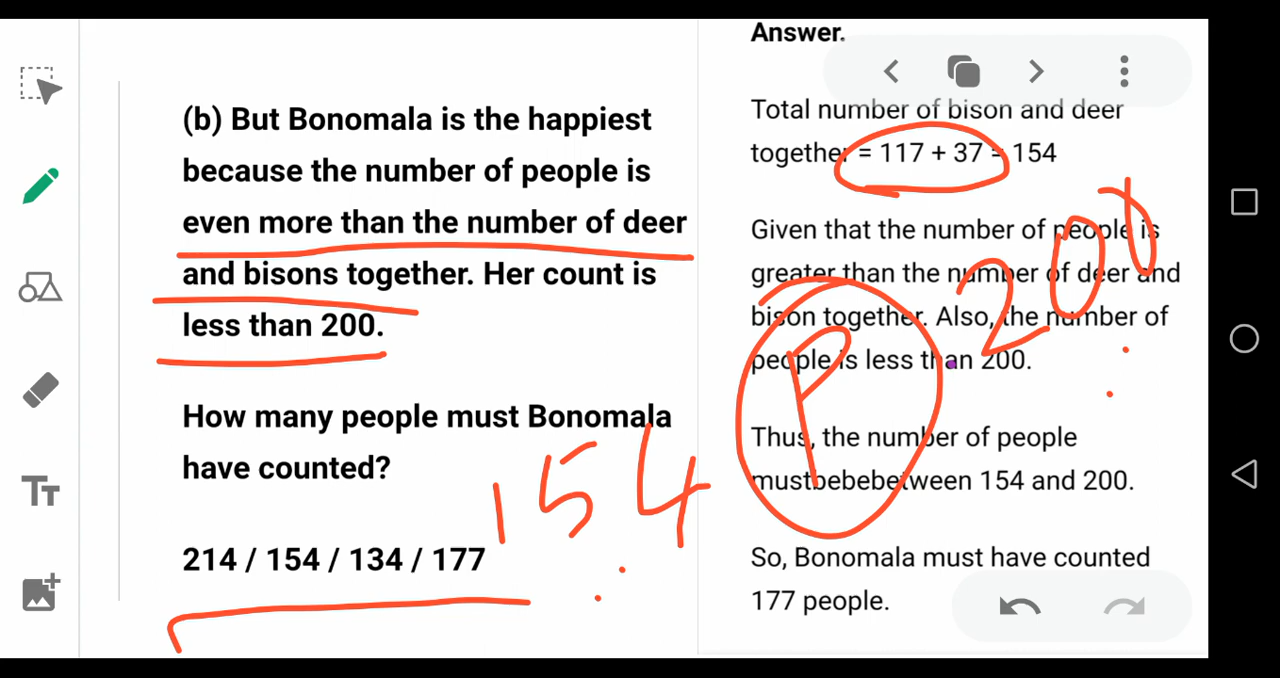 (b) But Bonomala is the happiest
because the number of people is
even more than the number of deer
and bisons together. Her count is
less than 200.
How many people must Bonomala
have counted?
214 / 154 / 134 / 177
154
Answer.
Total number of bison and deer
together = 117 + 37 = 154
Given that the number of people is
greater than the number of deer and
bison together. Also, the number of
people is less than 200.
Thus, the number of people
mustbebebetween 154 and 200.
So, Bonomala must have counted
177 people.
P
200
TT